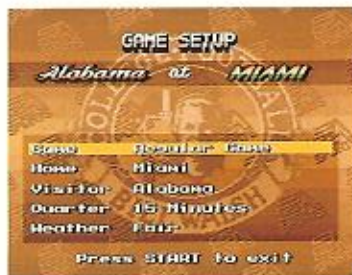 GAME SETUP
Alabama at MIAMI
Game Regular Game
Home Miami
Visitor Alabama
Quarter 15 Minutes
Weather Fair
Press START to exit